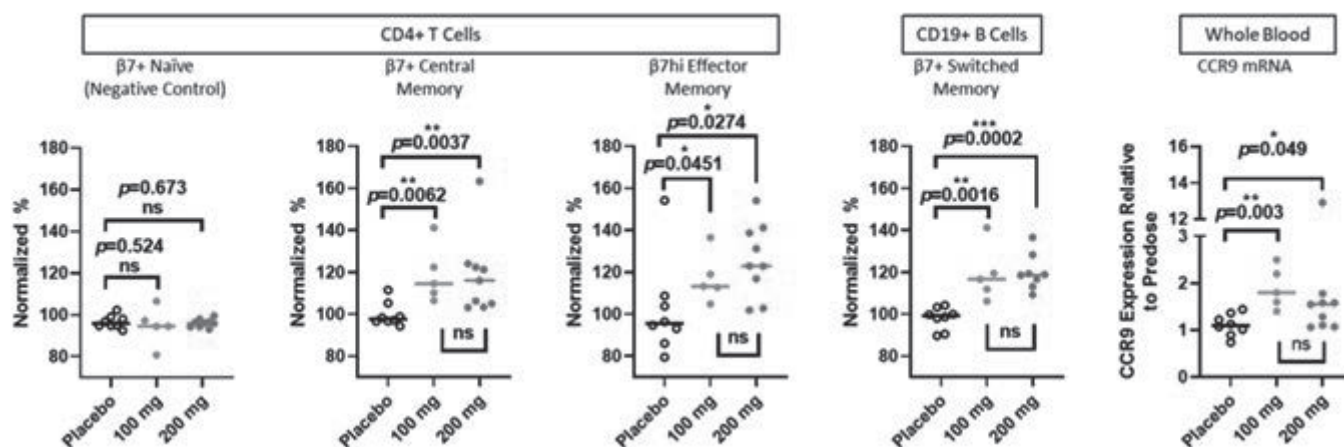 CD4+ T Cells
CD19+ B Cells
Whole Blood
β7+ Naïve
(Negative Control)
β7+ Central
Memory
β7hi Effector
Memory
β7+ Switched
Memory
CCR9 mRNA
Normalized %
180
160
140
120
100
80
p=0.673
ns
p=0.524
ns
Placebo
100 mg
200 mg
Normalized %
180
160
140
120
100
80
**
p=0.0037
**
p=0.0062
ns
Placebo
100 mg
200 mg
Normalized %
180
160
140
120
100
80
*
p=0.0274
*
p=0.0451
ns
Placebo
100 mg
200 mg
Normalized %
180
160
140
120
100
80
***
p=0.0002
**
p=0.0016
ns
Placebo
100 mg
200 mg
CCR9 Expression Relative
to Predose
16
14
12
3
2
1
0
*
p=0.049
**
p=0.003
ns
Placebo
100 mg
200 mg